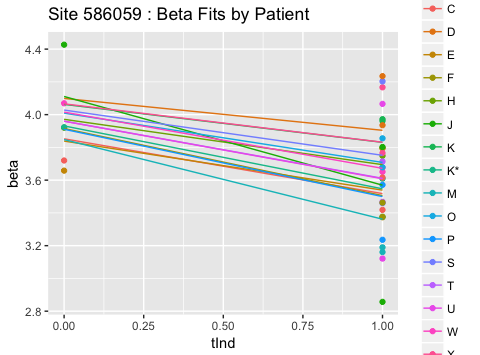 Site 586059 : Beta Fits by Patient
4.4
4.0
3.6
3.2
2.8
beta
0.00 0.25 0.50 0.75 1.00
tInd
C
D
E
F
H
J
K
K*
M
O
P
S
T
U
W
Y